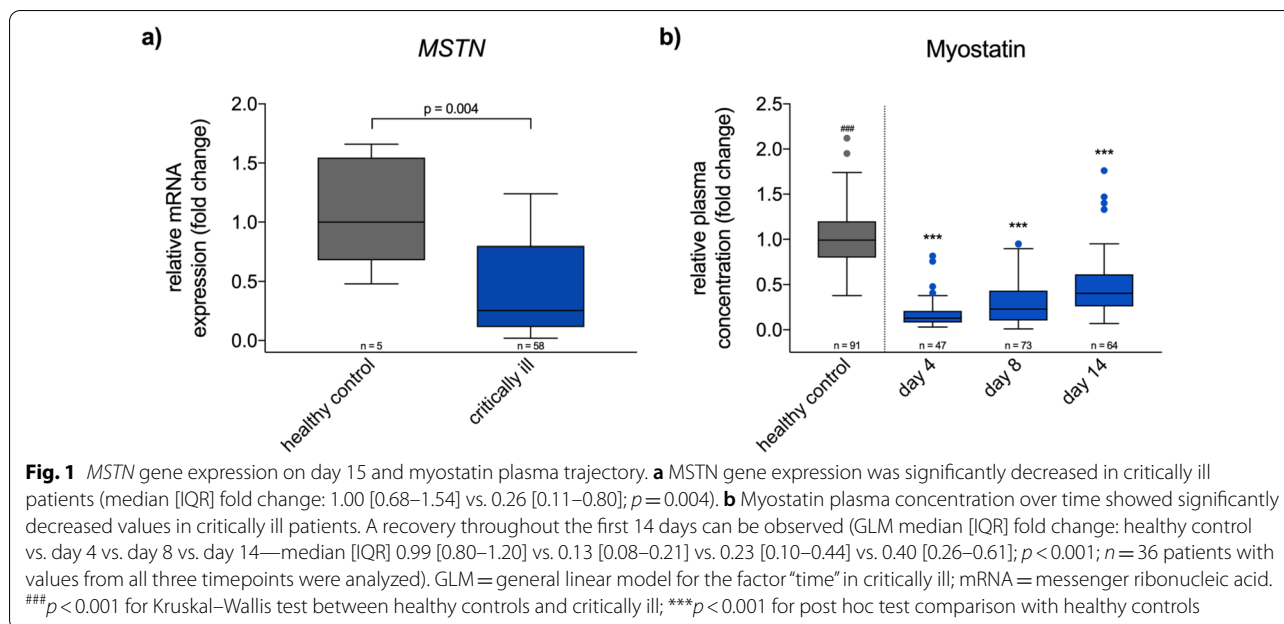 a)
MSTN
relative mRNA
expression (fold change)
2.0
1.5
1.0
0.5
0.0
p = 0.004
n = 5
n = 58
healthy control
critically ill
b)
Myostatin
relative plasma
concentration (fold change)
2.5
2.0
1.5
1.0
0.5
0.0
###
***
***
***
n = 91
n = 47
n = 73
n = 64
healthy control
day 4
day 8
day 14
Fig. 1 MSTN gene expression on day 15 and myostatin plasma trajectory. a MSTN gene expression was significantly decreased in critically ill
patients (median [IQR] fold change: 1.00 [0.68–1.54] vs. 0.26 [0.11–0.80]; p = 0.004). b Myostatin plasma concentration over time showed significantly
decreased values in critically ill patients. A recovery throughout the first 14 days can be observed (GLM median [IQR] fold change: healthy control
vs. day 4 vs. day 8 vs. day 14—median [IQR] 0.99 [0.80–1.20] vs. 0.13 [0.08–0.21] vs. 0.23 [0.10–0.44] vs. 0.40 [0.26–0.61]; p < 0.001; n = 36 patients with
values from all three timepoints were analyzed). GLM = general linear model for the factor “time” in critically ill; mRNA = messenger ribonucleic acid.
###p < 0.001 for Kruskal–Wallis test between healthy controls and critically ill; ***p < 0.001 for post hoc test comparison with healthy controls